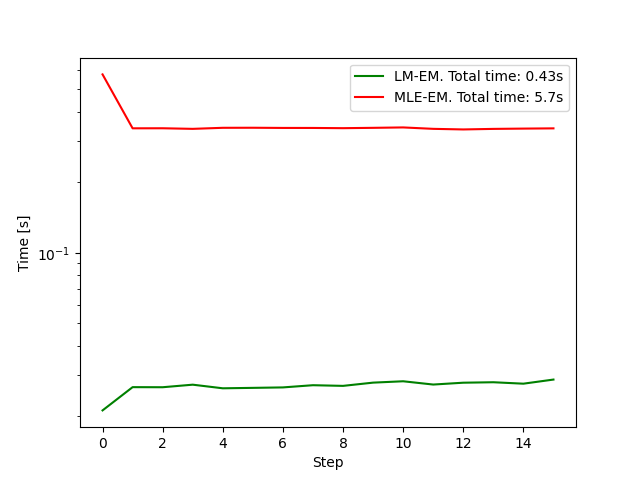 LM-EM. Total time: 0.43s
MLE-EM. Total time: 5.7s
Time [s]
10⁻¹
0 2 4 6 8 10 12 14
Step